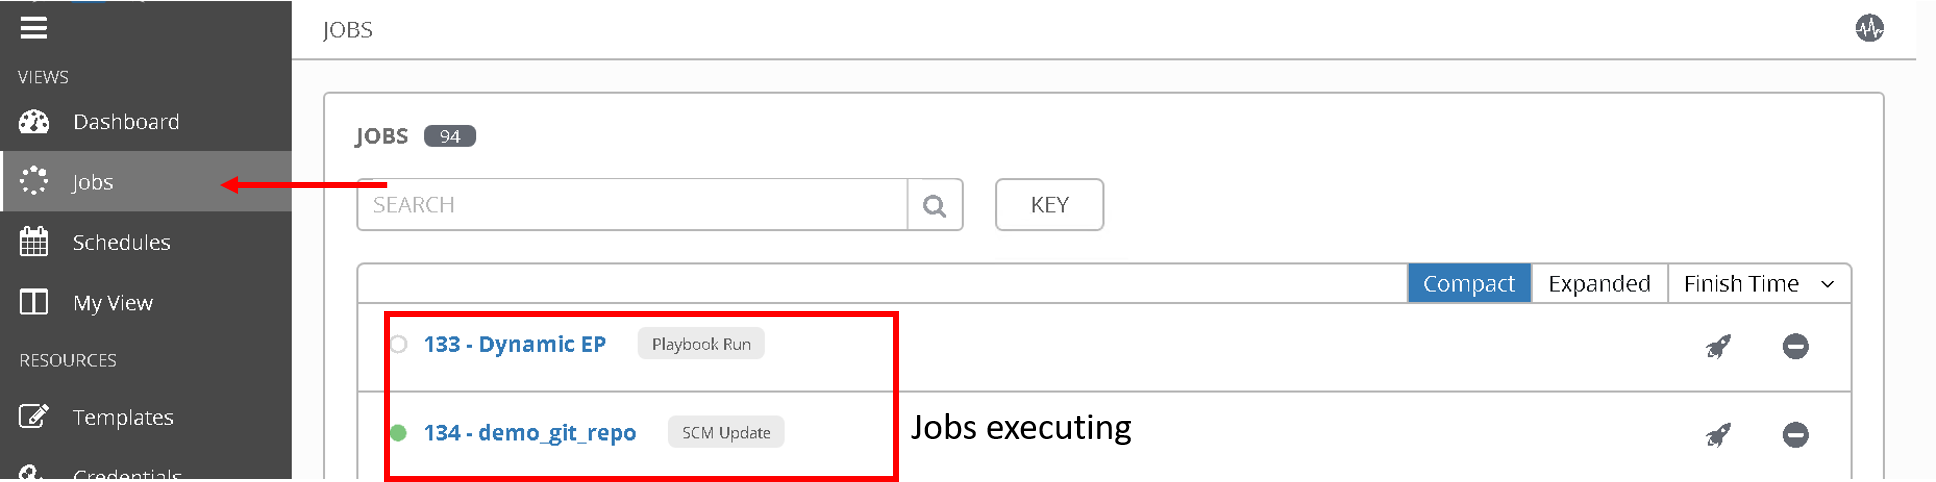 JOBS
VIEWS
Dashboard
Jobs
Schedules
My View
RESOURCES
Templates
Credentials
JOBS 94
SEARCH
KEY
Compact Expanded Finish Time
133 - Dynamic EP Playbook Run
134 - demo_git_repo SCM Update
Jobs executing